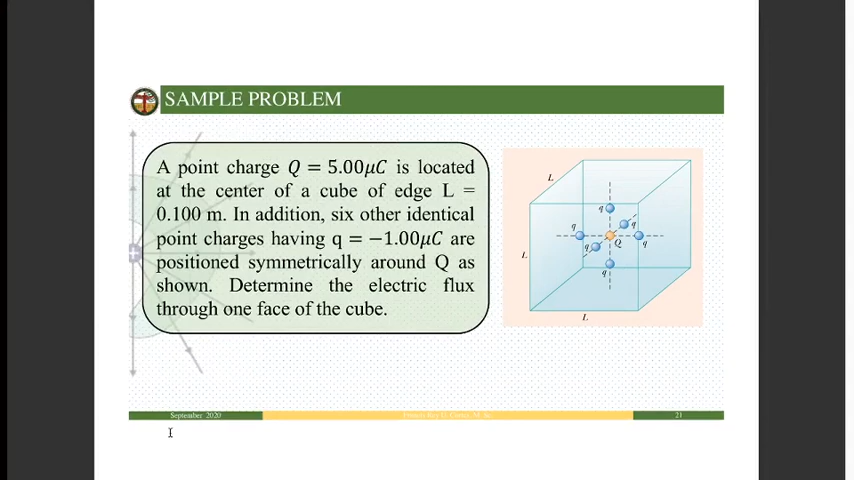 SAMPLE PROBLEM
A point charge Q = 5.00μC is located
at the center of a cube of edge L =
0.100 m. In addition, six other identical
point charges having q = −1.00μC are
positioned symmetrically around Q as
shown. Determine the electric flux
through one face of the cube.
L
q
q
q
Q
q
q
L
q
L
September 2020
21